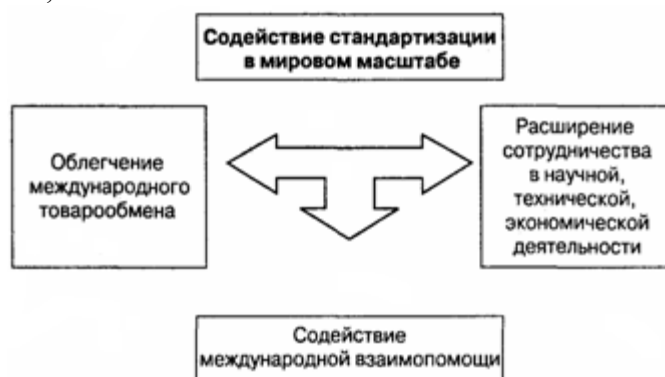 Содействие стандартизации
в мировом масштабе
Облегчение
международного
товарообмена
Расширение
сотрудничества
в научной,
технической,
экономической
деятельности
Содействие
международной взаимопомощи